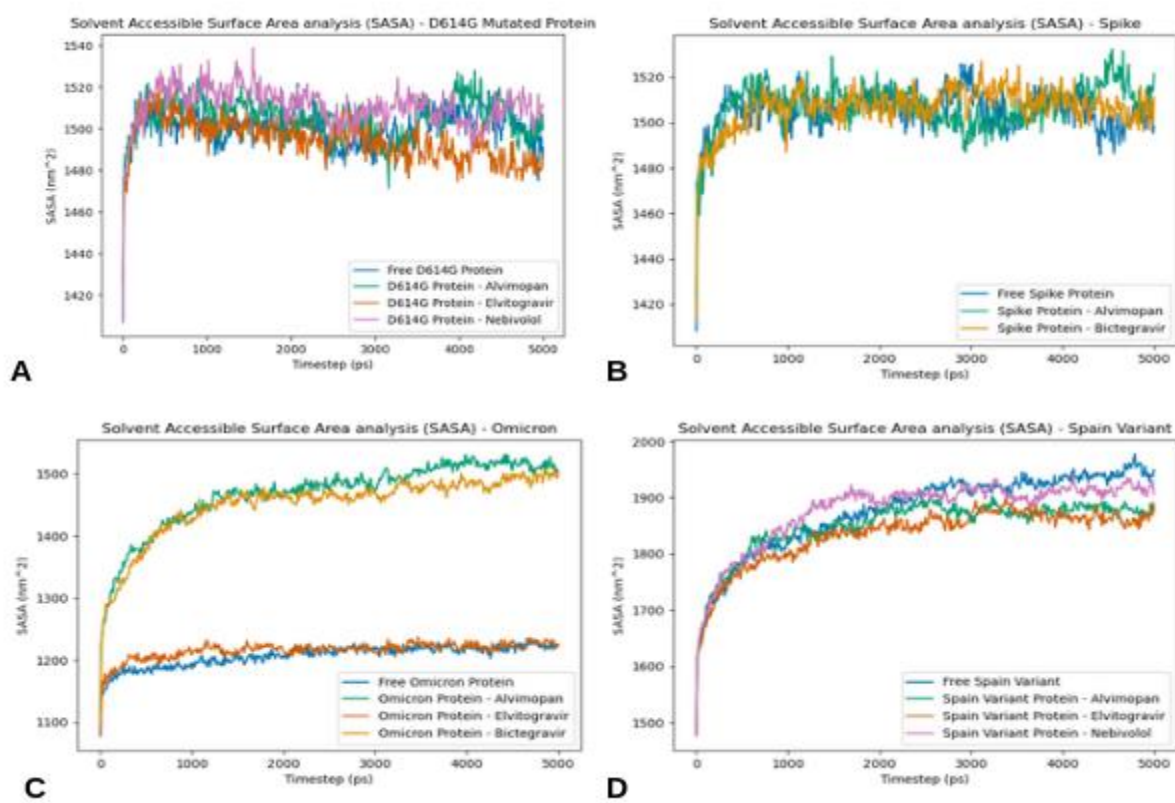 Solvent Accessible Surface Area analysis (SASA) - D614G Mutated Protein
SASA (nm^2)
1540
1520
1500
1480
1460
1440
1420
Free D614G Protein
D614G Protein - Alvimopan
D614G Protein - Elvitogravir
D614G Protein - Nebivolol
0 1000 2000 3000 4000 5000
Timestep (ps)
A
Solvent Accessible Surface Area analysis (SASA) - Spike
SASA (nm^2)
1520
1500
1480
1460
1440
1420
Free Spike Protein
Spike Protein - Alvimopan
Spike Protein - Bictegravir
0 1000 2000 3000 4000 5000
Timestep (ps)
B
Solvent Accessible Surface Area analysis (SASA) - Omicron
SASA (nm^2)
1500
1400
1300
1200
1100
Free Omicron Protein
Omicron Protein - Alvimopan
Omicron Protein - Elvitogravir
Omicron Protein - Bictegravir
0 1000 2000 3000 4000 5000
Timestep (ps)
C
Solvent Accessible Surface Area analysis (SASA) - Spain Variant
SASA (nm^2)
2000
1900
1800
1700
1600
1500
Free Spain Variant
Spain Variant Protein - Alvimopan
Spain Variant Protein - Elvitogravir
Spain Variant Protein - Nebivolol
0 1000 2000 3000 4000 5000
Timestep (ps)
D